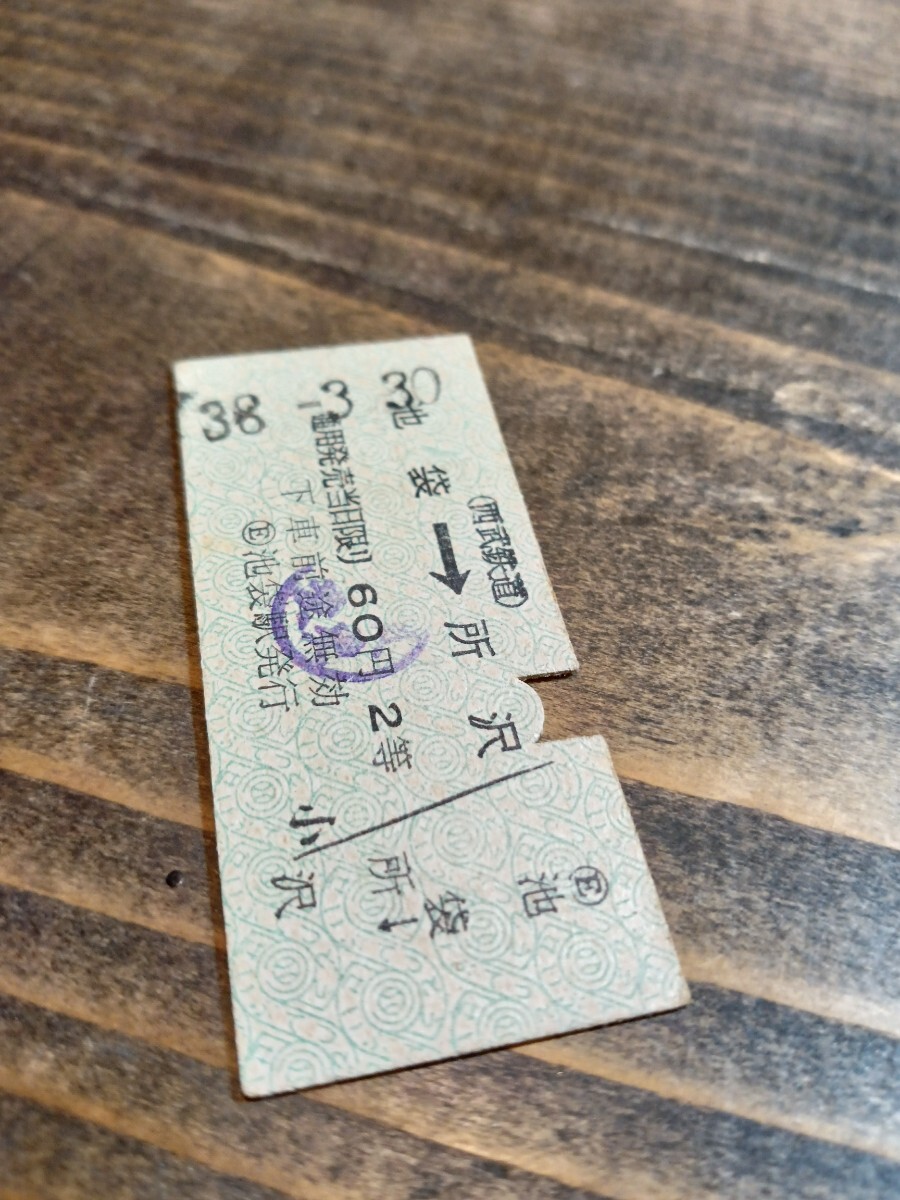 38 3 30
(西武鉄道)
池袋➡所沢
通用発売当日限り 60円 2等
下車前途無効
Ⓔ池袋駅発行
Ⓔ
池袋
↓
所沢
小